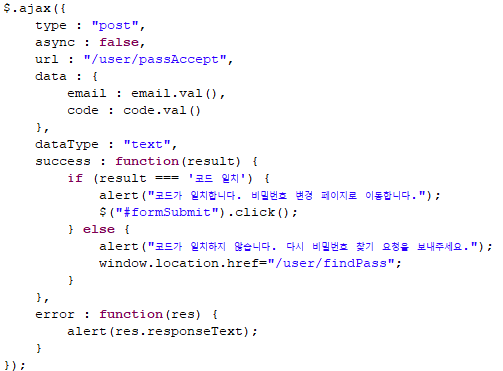 $.ajax({
    type : "post",
    async : false,
    url : "/user/passAccept",
    data : {
        email : email.val(),
        code : code.val()
    },
    dataType : "text",
    success : function(result) {
        if (result === '코드 일치') {
            alert("코드가 일치합니다. 비밀번호 변경 페이지로 이동합니다.");
            $("#formSubmit").click();
        } else {
            alert("코드가 일치하지 않습니다. 다시 비밀번호 찾기 요청을 보내주세요.");
            window.location.href="/user/findPass";
        }
    },
    error : function(res) {
        alert(res.responseText);
    }
});